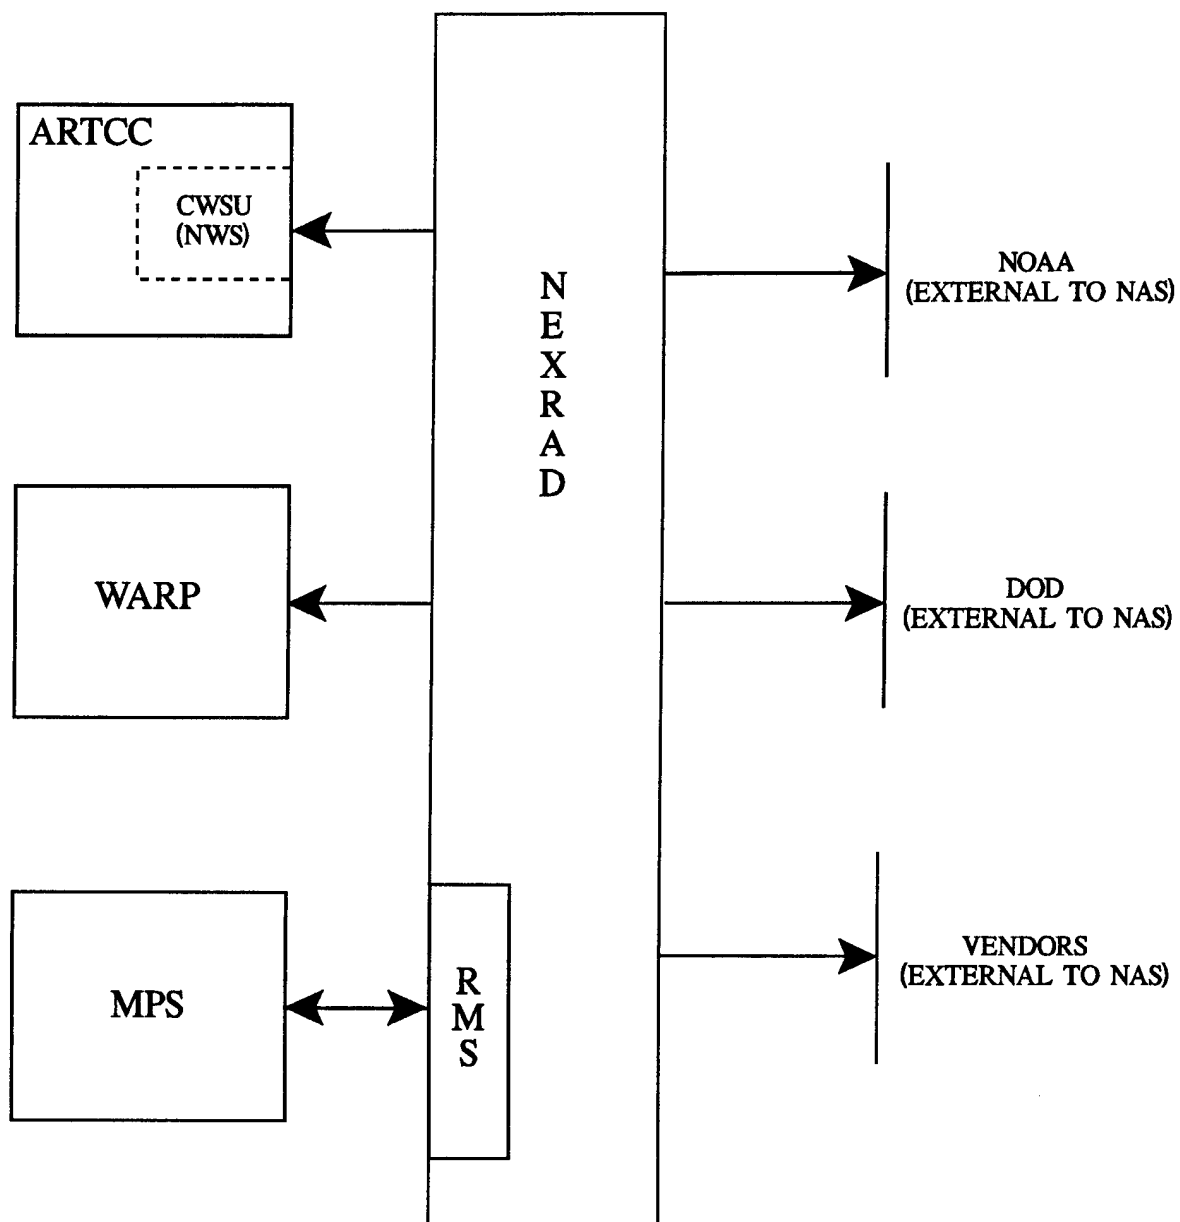 ARTCC
CWSU
(NWS)
WARP
MPS
N
E
X
R
A
D
R
M
S
NOAA
(EXTERNAL TO NAS)
DOD
(EXTERNAL TO NAS)
VENDORS
(EXTERNAL TO NAS)